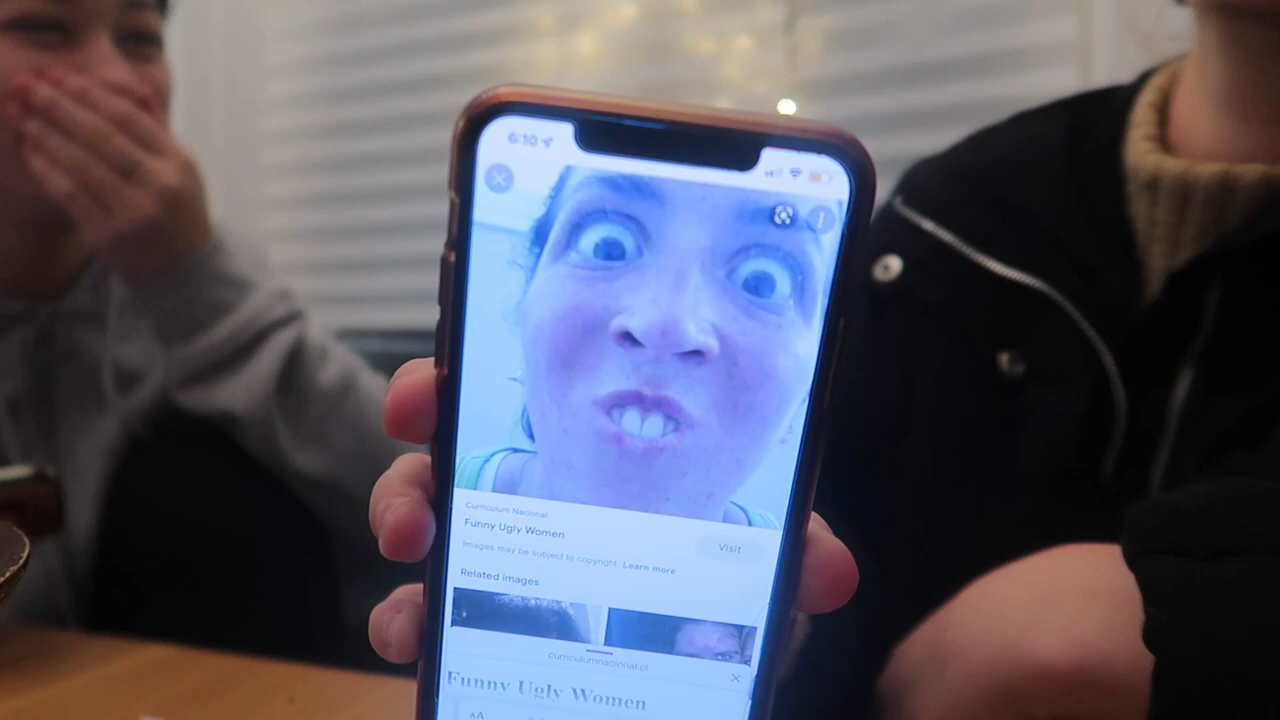 6:10
Curriculum Nacional
Funny Ugly Women
Visit
Images may be subject to copyright. Learn more
Related images
curriculumnacional.cl
Funny Ugly Women
AA